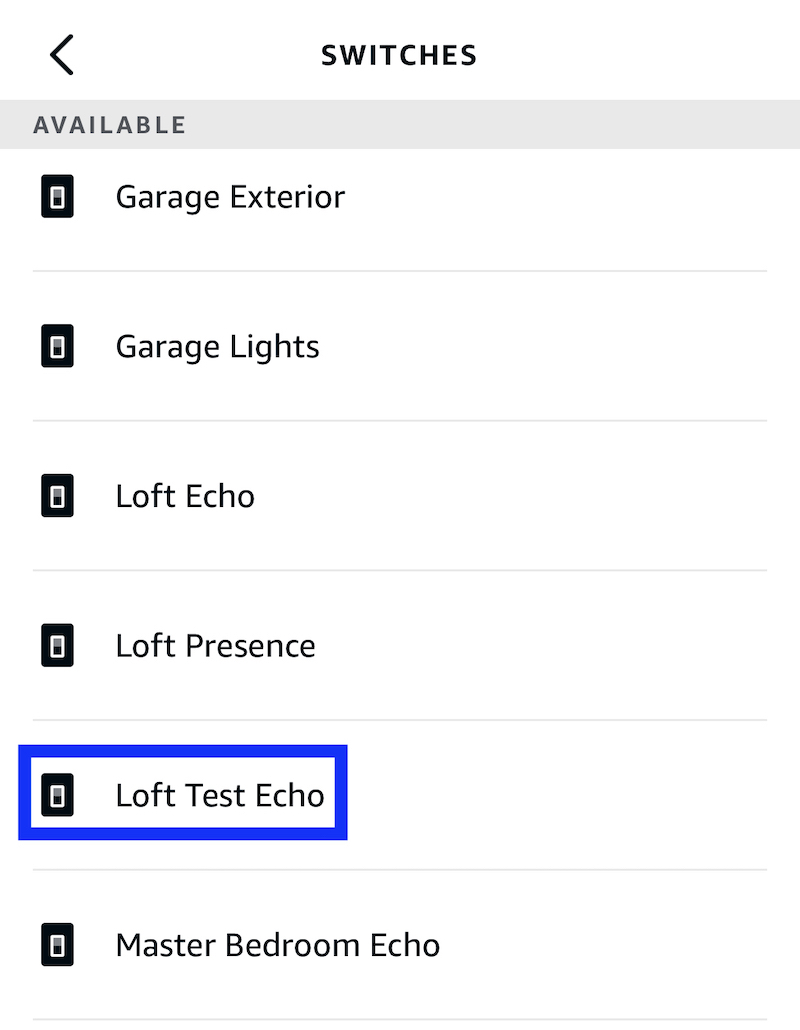 SWITCHES
AVAILABLE
Garage Exterior
Garage Lights
Loft Echo
Loft Presence
Loft Test Echo
Master Bedroom Echo